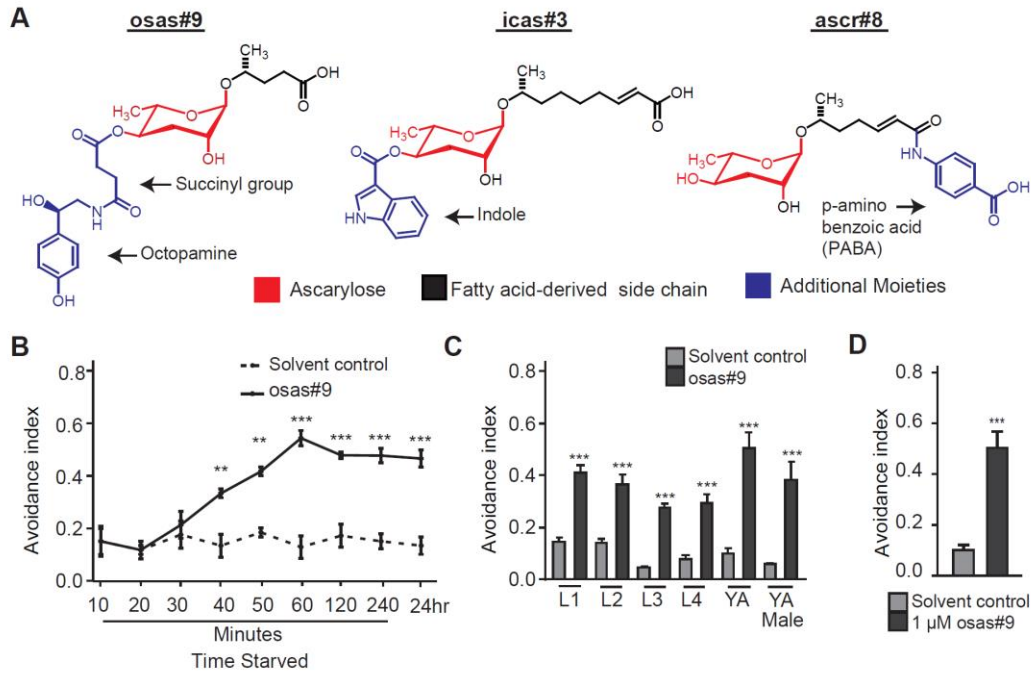 A
osas#9
icas#3
ascr#8
CH3
OH
O
O
O
H3C
O
O
OH
O
Succinyl group
HO
N
H
O
Octopamine
OH
CH3
O
OH
O
H3C
O
O
O
OH
N
H
Indole
CH3
O
O
H3C
O
HO
OH
HN
OH
O
p-amino
benzoic acid
(PABA)
Ascarylose
Fatty acid-derived side chain
Additional Moieties
B
Solvent control
osas#9
Avoidance index
0.8
0.6
0.4
0.2
0.0
** ** *** *** *** ***
10 20 30 40 50 60 120 240 24hr
Minutes
Time Starved
C
Solvent control
osas#9
Avoidance index
0.8
0.6
0.4
0.2
0.0
*** *** *** *** *** ***
L1 L2 L3 L4 YA YA
Male
D
Avoidance index
0.8
0.6
0.4
0.2
0.0
***
Solvent control
1 µM osas#9